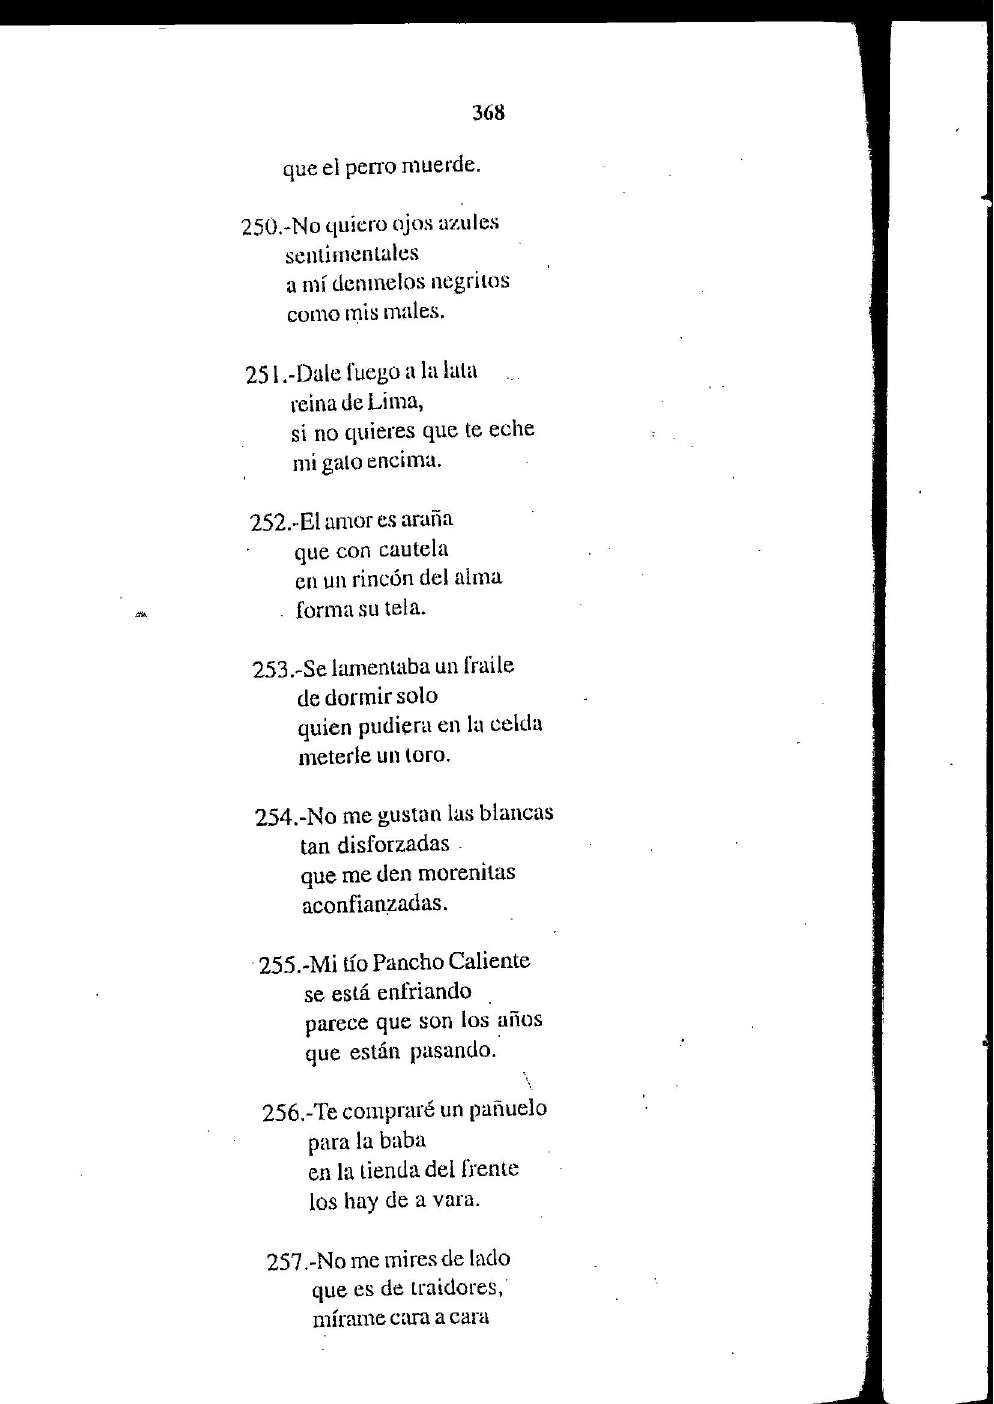 368
que el perro muerde.
250.-No quiero ojos azules
sentimentales
a mí denmelos negritos
como mis males.
251.-Dale fuego a la lata
reina de Lima,
si no quieres que te eche
mi gato encima.
252.-El amor es araña
que con cautela
en un rincón del alma
forma su tela.
253.-Se lamentaba un fraile
de dormir solo
quien pudiera en la celda
meterle un toro.
254.-No me gustan las blancas
tan disforzadas
que me den morenitas
aconfianzadas.
255.-Mi tío Pancho Caliente
se está enfriando
parece que son los años
que están pasando.
256.-Te compraré un pañuelo
para la baba
en la tienda del frente
los hay de a vara.
257.-No me mires de lado
que es de traidores,
mírame cara a cara